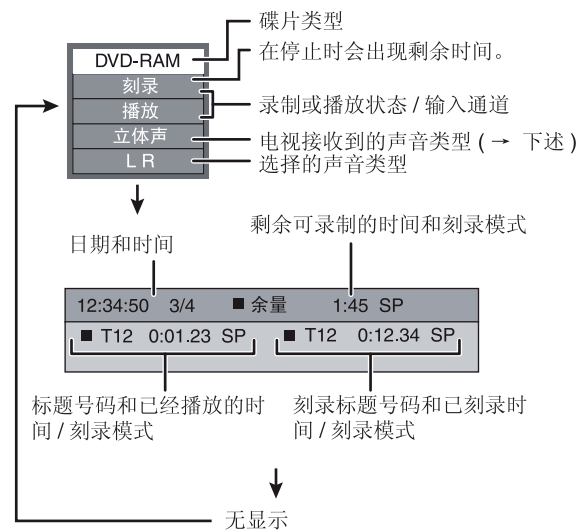 DVD-RAM
刻录
播放
立体声
L R
碟片类型
在停止时会出现剩余时间。
录制或播放状态 / 输入通道
电视接收到的声音类型 ( → 下述 )
选择的声音类型
日期和时间
剩余可录制的时间和刻录模式
12:34:50 3/4 ■ 余量 1:45 SP
■ T12 0:01.23 SP ■ T12 0:12.34 SP
标题号码和已经播放的时
间 / 刻录模式
刻录标题号码和已刻录时
间 / 刻录模式
无显示